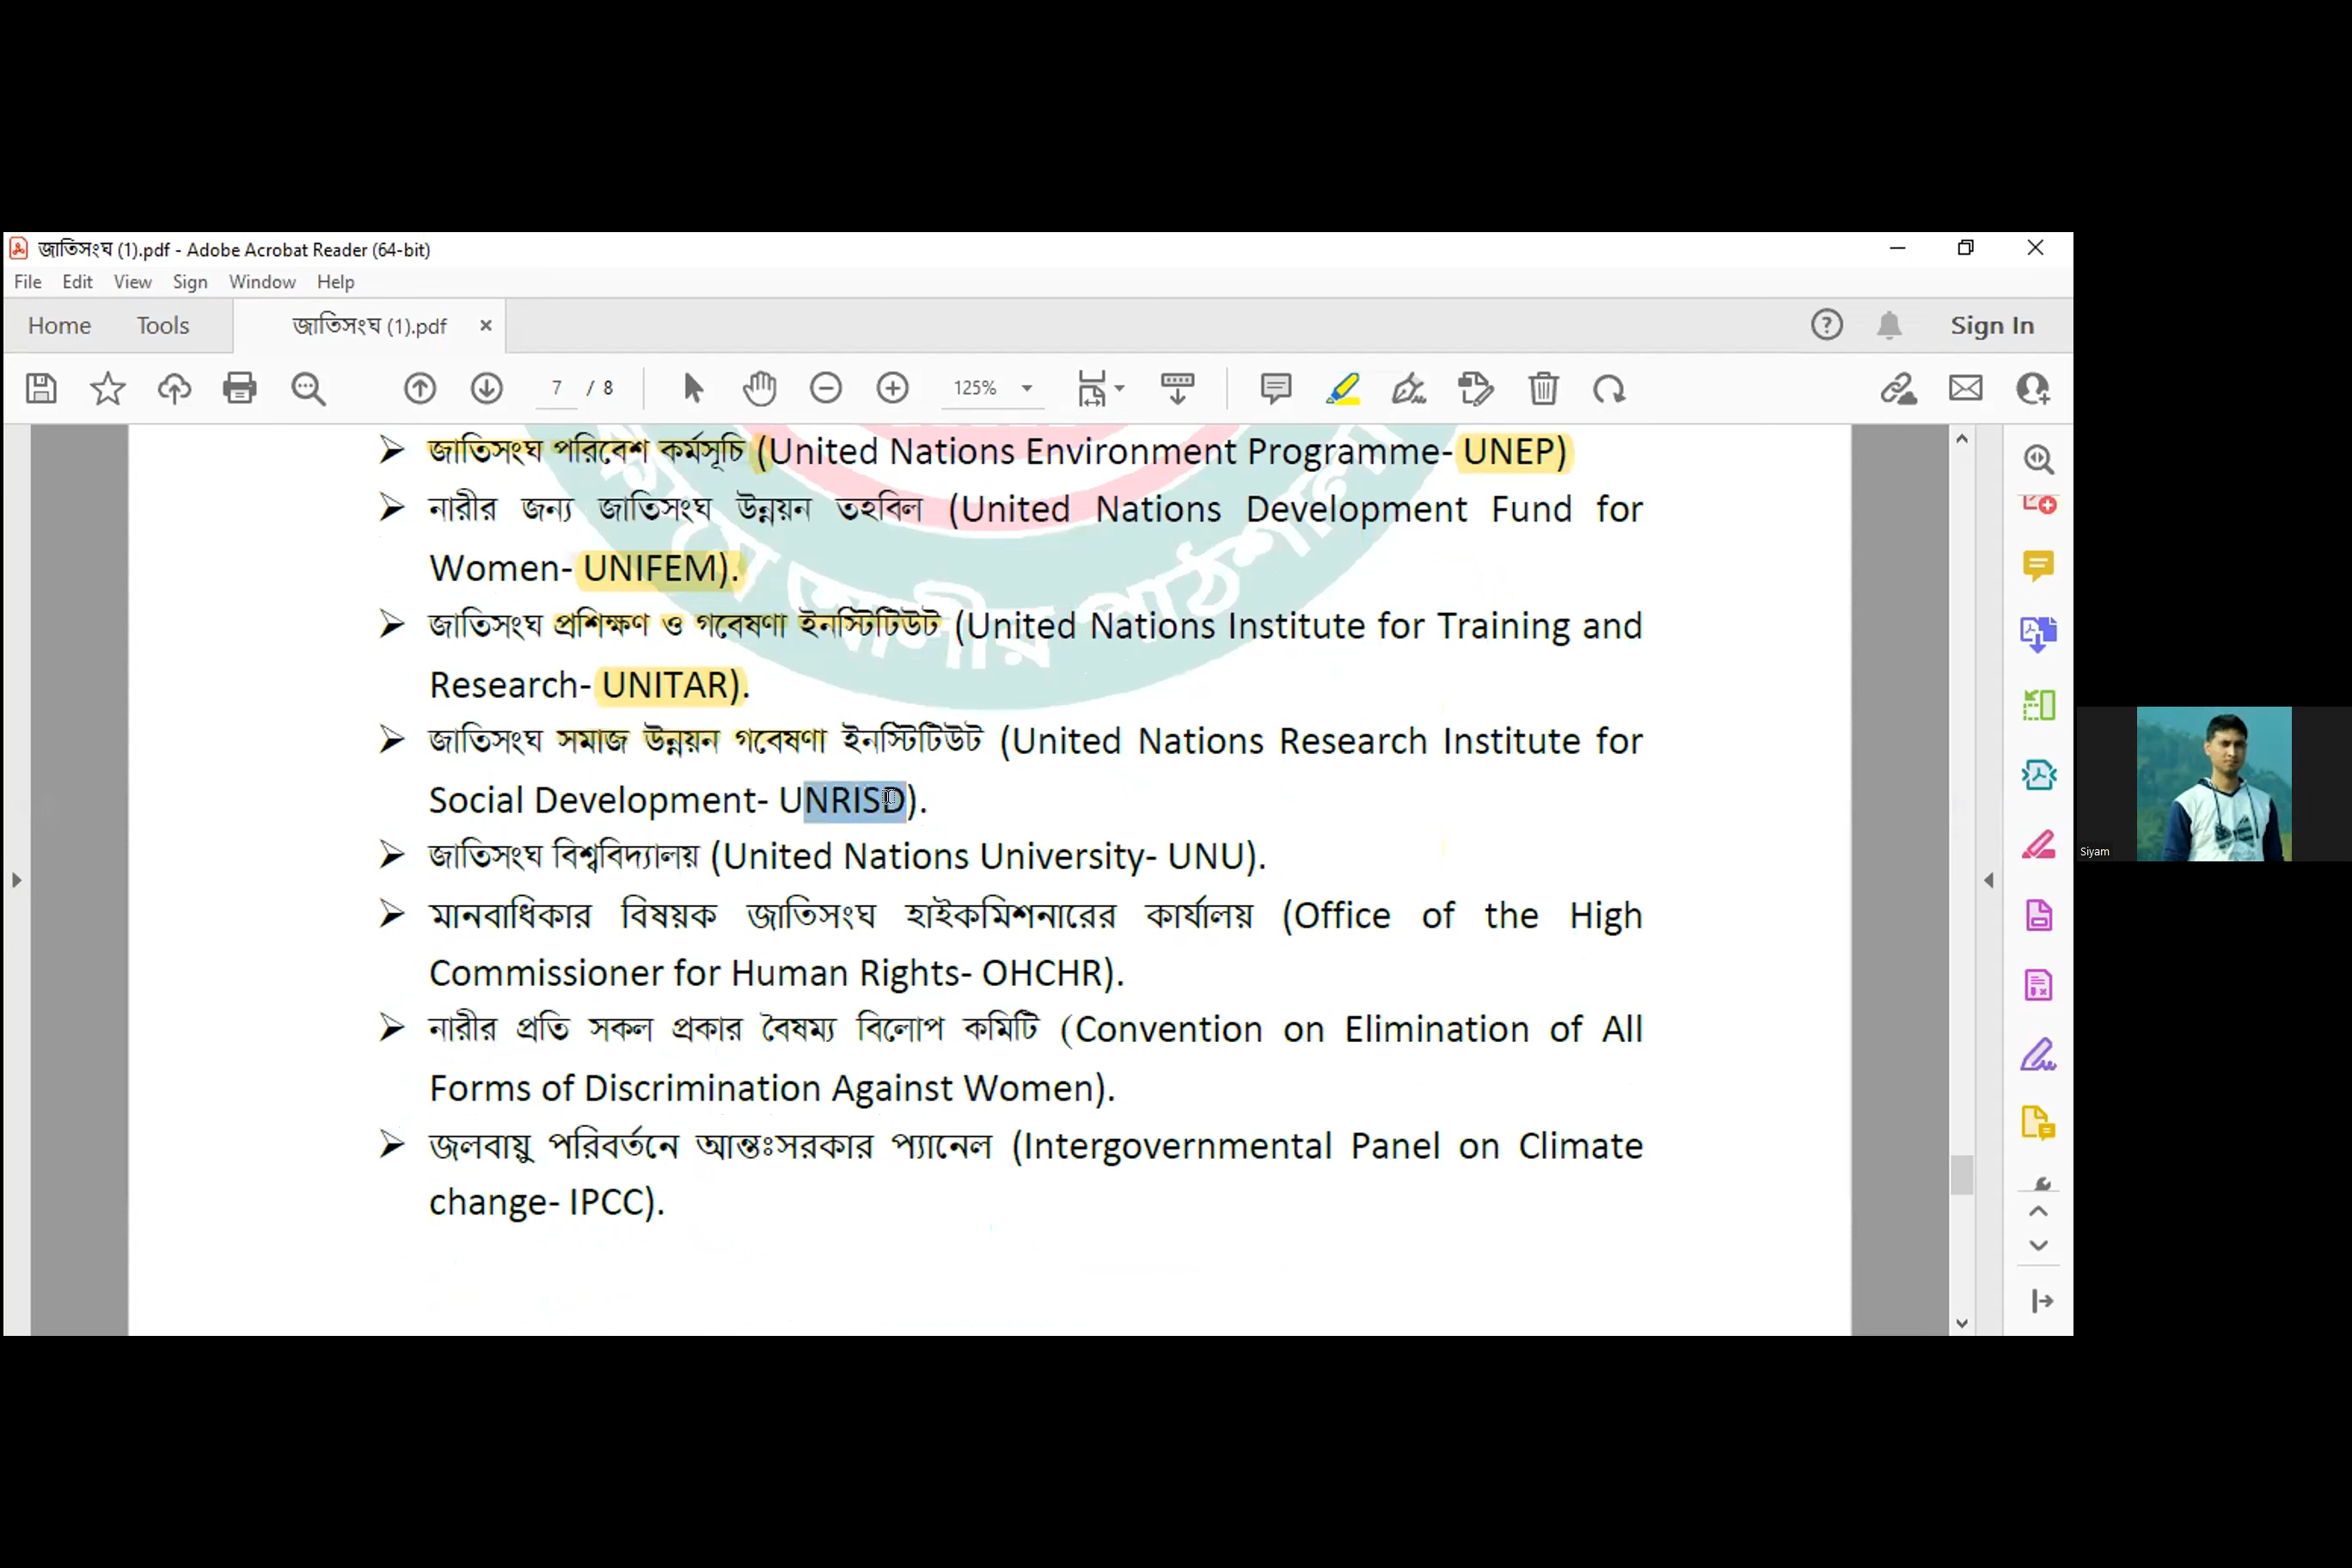 জাতিসংঘ (1).pdf - Adobe Acrobat Reader (64-bit)
File Edit View Sign Window Help
Home Tools জাতিসংঘ (1).pdf Sign In
7 / 8 125%
➢ জাতিসংঘ পরিবেশ কর্মসূচি (United Nations Environment Programme- UNEP)
➢ নারীর জন্য জাতিসংঘ উন্নয়ন তহবিল (United Nations Development Fund for
Women- UNIFEM).
➢ জাতিসংঘ প্রশিক্ষণ ও গবেষণা ইনস্টিটিউট (United Nations Institute for Training and
Research- UNITAR).
➢ জাতিসংঘ সমাজ উন্নয়ন গবেষণা ইনস্টিটিউট (United Nations Research Institute for
Social Development- UNRISD).
➢ জাতিসংঘ বিশ্ববিদ্যালয় (United Nations University- UNU).
➢ মানবাধিকার বিষয়ক জাতিসংঘ হাইকমিশনারের কার্যালয় (Office of the High
Commissioner for Human Rights- OHCHR).
➢ নারীর প্রতি সকল প্রকার বৈষম্য বিলোপ কমিটি (Convention on Elimination of All
Forms of Discrimination Against Women).
➢ জলবায়ু পরিবর্তনে আন্তঃসরকার প্যানেল (Intergovernmental Panel on Climate
change- IPCC).
Siyam